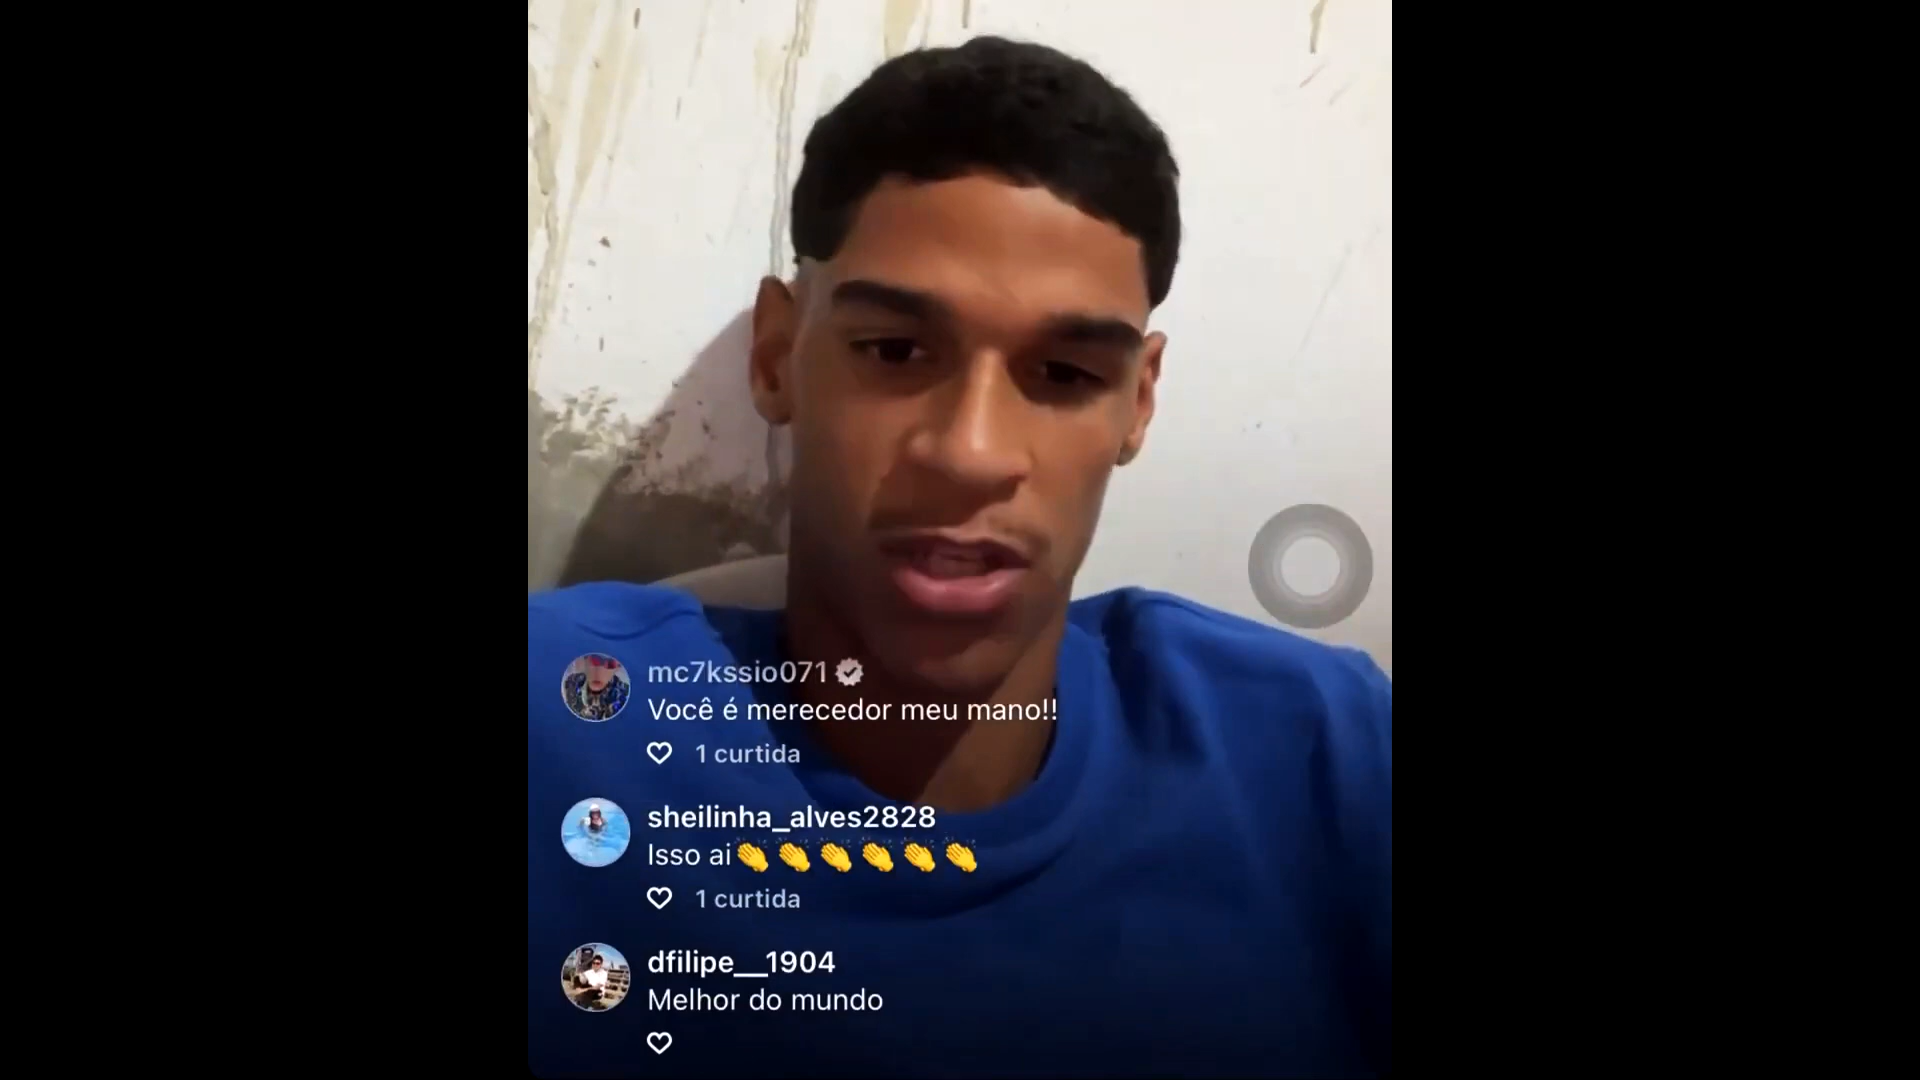 mc7kssio071
Você é merecedor meu mano!!
1 curtida
sheilinha_alves2828
Isso ai👏👏👏👏👏👏
1 curtida
dfilipe__1904
Melhor do mundo